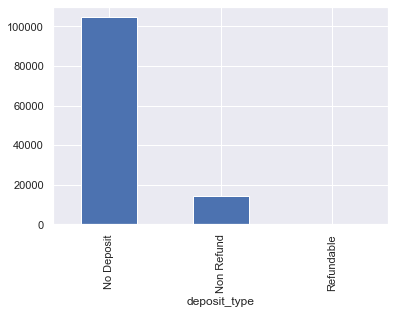 100000
80000
60000
40000
20000
0
No Deposit
Non Refund
Refundable
deposit_type